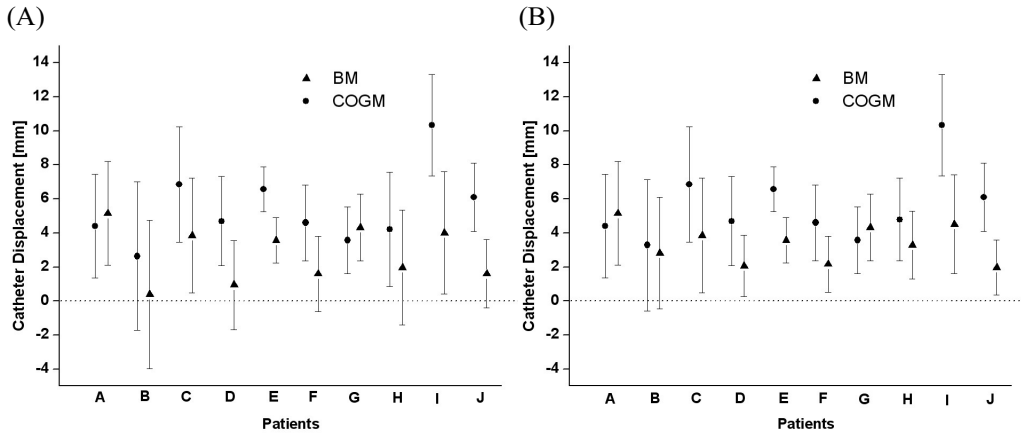 (A)
Catheter Displacement [mm]
14
12
10
8
6
4
2
0
-2
-4
BM
COGM
A B C D E F G H I J
Patients
(B)
Catheter Displacement [mm]
14
12
10
8
6
4
2
0
-2
-4
BM
COGM
A B C D E F G H I J
Patients